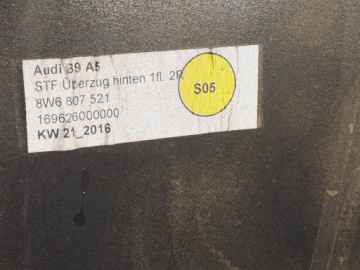 Audi B9 A5
STF Überzug hinten 1fl. 2R
S05
8W6 807 521
169626000000
KW 21_2016